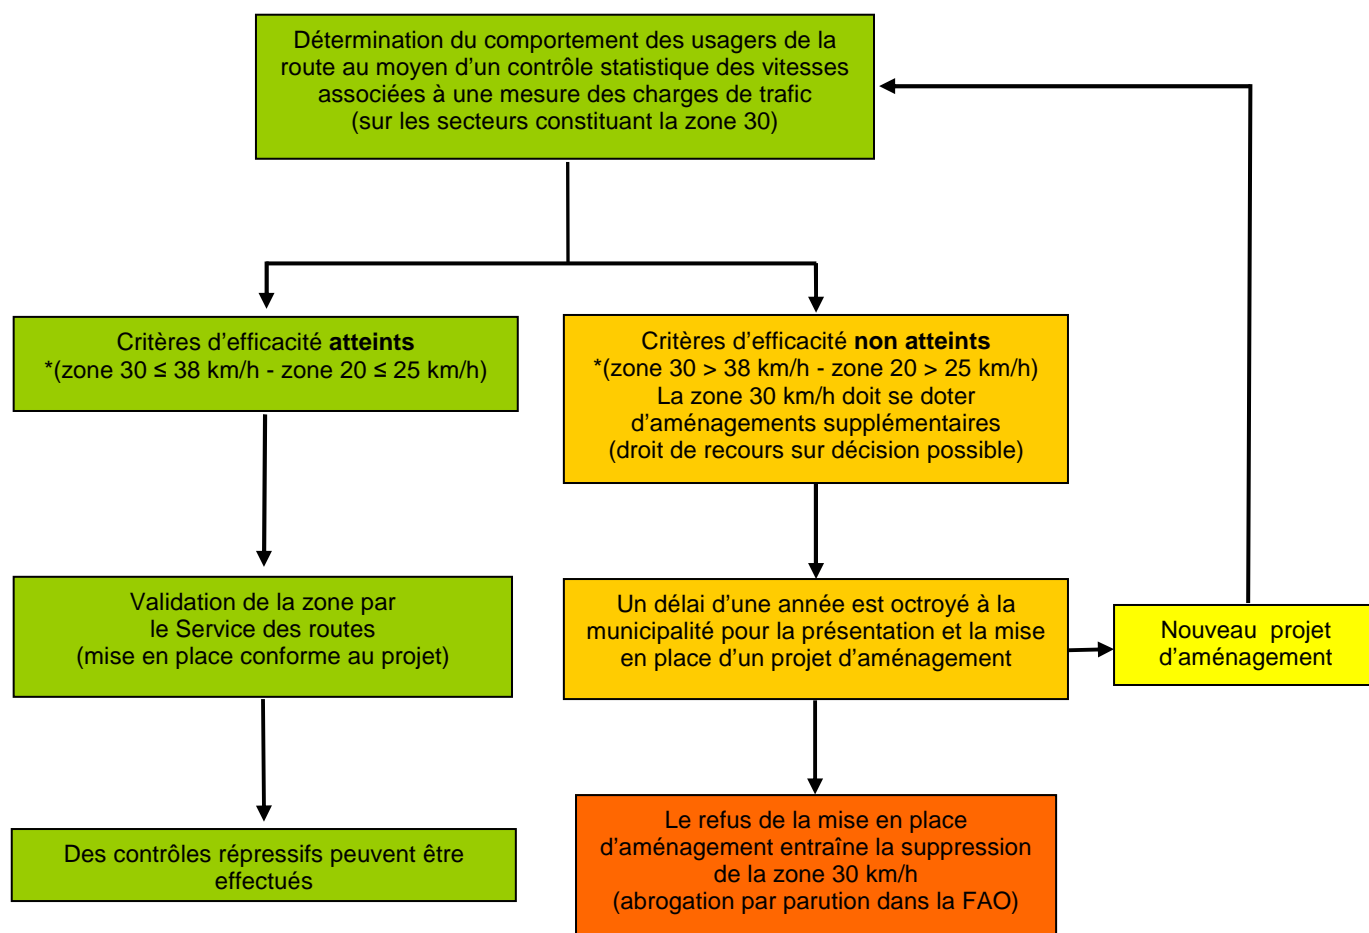 Détermination du comportement des usagers de la
route au moyen d'un contrôle statistique des vitesses
associées à une mesure des charges de trafic
(sur les secteurs constituant la zone 30)
Critères d'efficacité atteints
*(zone 30 ≤ 38 km/h - zone 20 ≤ 25 km/h)
Critères d'efficacité non atteints
*(zone 30 > 38 km/h - zone 20 > 25 km/h)
La zone 30 km/h doit se doter
d'aménagements supplémentaires
(droit de recours sur décision possible)
Validation de la zone par
le Service des routes
(mise en place conforme au projet)
Un délai d'une année est octroyé à la
municipalité pour la présentation et la mise
en place d'un projet d'aménagement
Nouveau projet
d'aménagement
Des contrôles répressifs peuvent être
effectués
Le refus de la mise en place
d'aménagement entraîne la suppression
de la zone 30 km/h
(abrogation par parution dans la FAO)